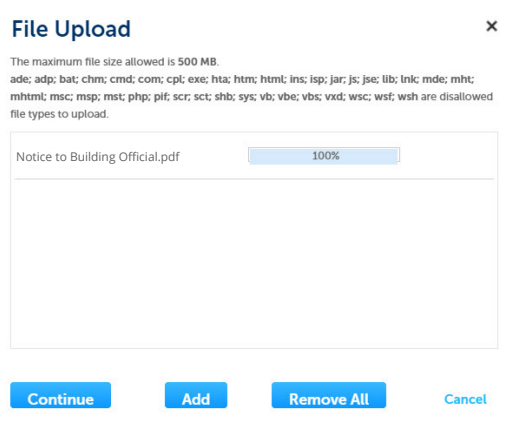 File Upload
×
The maximum file size allowed is 500 MB.
ade; adp; bat; chm; cmd; com; cpl; exe; hta; htm; html; ins; isp; jar; js; jse; lib; lnk; mde; mht;
mhtml; msc; msp; mst; php; pif; scr; sct; shb; sys; vb; vbe; vbs; vxd; wsc; wsf; wsh are disallowed
file types to upload.
Notice to Building Official.pdf 100%
Continue Add Remove All Cancel